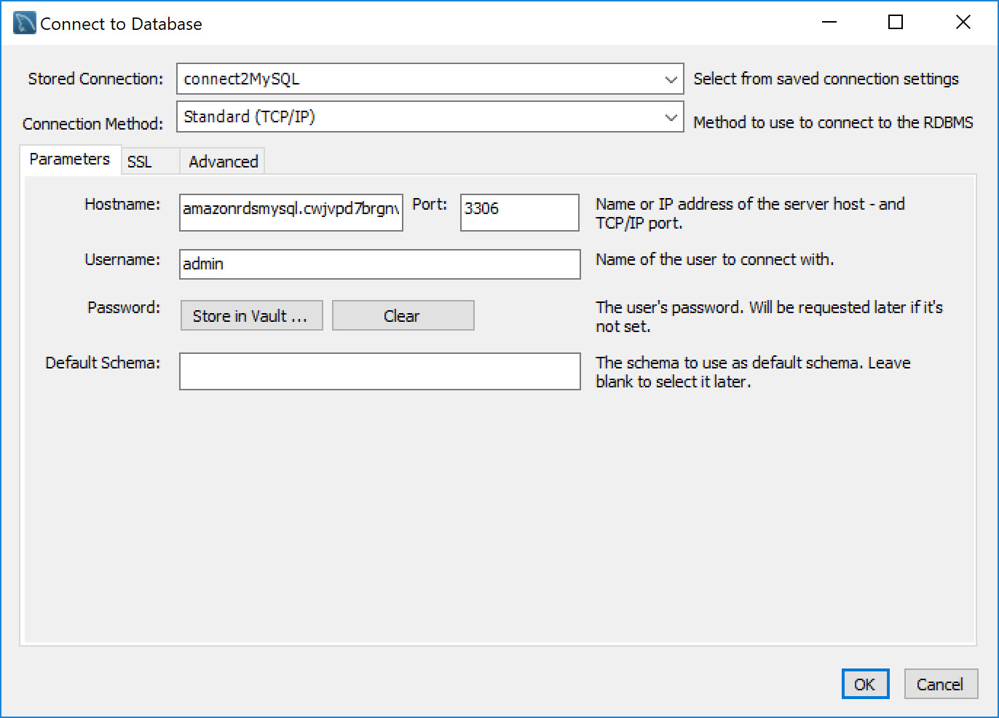 Connect to Database
Stored Connection: connect2MySQL Select from saved connection settings
Connection Method: Standard (TCP/IP) Method to use to connect to the RDBMS
Parameters SSL Advanced
Hostname: amazonrdsmysql.cwjvpd7brgnv Port: 3306 Name or IP address of the server host - and
TCP/IP port.
Username: admin Name of the user to connect with.
Password: Store in Vault ... Clear The user's password. Will be requested later if it's
not set.
Default Schema: The schema to use as default schema. Leave
blank to select it later.
OK Cancel